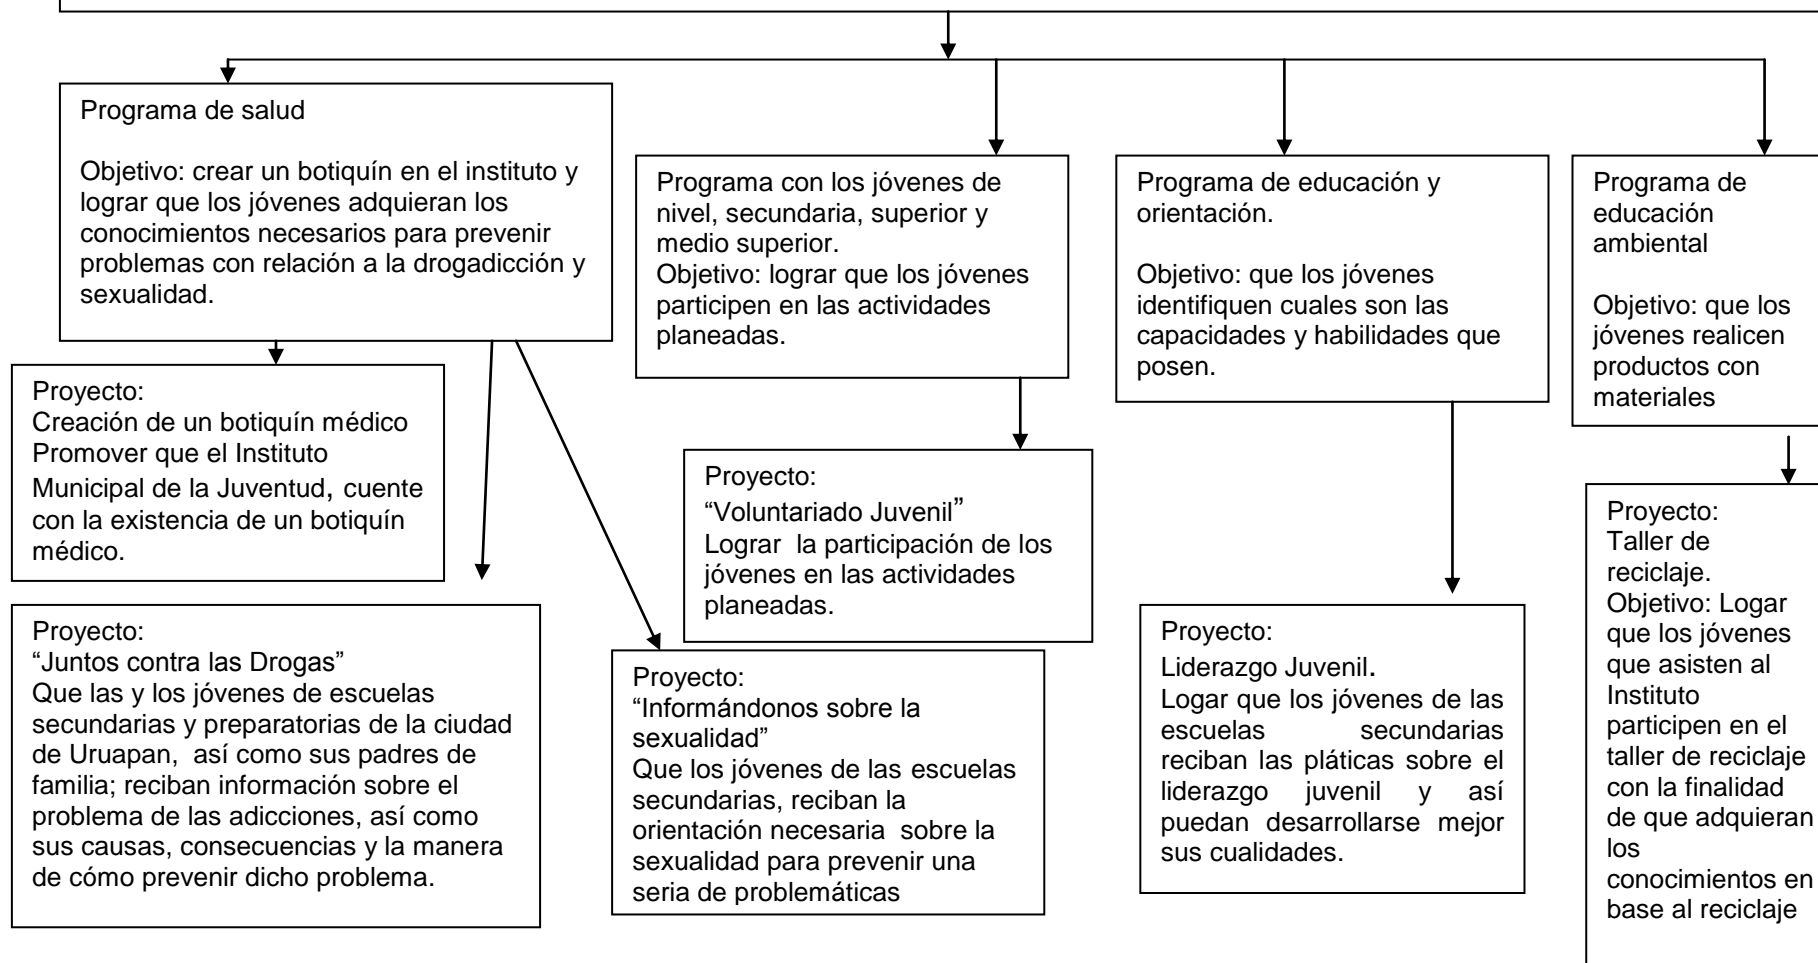 Programa de salud
Objetivo: crear un botiquín en el instituto y
lograr que los jóvenes adquieran los
conocimientos necesarios para prevenir
problemas con relación a la drogadicción y
sexualidad.
Programa con los jóvenes de
nivel, secundaria, superior y
medio superior.
Objetivo: lograr que los jóvenes
participen en las actividades
planeadas.
Programa de educación y
orientación.
Objetivo: que los jóvenes
identifiquen cuales son las
capacidades y habilidades que
posen.
Programa de
educación
ambiental
Objetivo: que los
jóvenes realicen
productos con
materiales
Proyecto:
Creación de un botiquín médico
Promover que el Instituto
Municipal de la Juventud, cuente
con la existencia de un botiquín
médico.
Proyecto:
“Juntos contra las Drogas”
Que las y los jóvenes de escuelas
secundarias y preparatorias de la ciudad
de Uruapan,  así como sus padres de
familia; reciban información sobre el
problema de las adicciones, así como
sus causas, consecuencias y la manera
de cómo prevenir dicho problema.
Proyecto:
“Informándonos sobre la
sexualidad”
Que los jóvenes de las escuelas
secundarias, reciban la
orientación necesaria  sobre la
sexualidad para prevenir una
seria de problemáticas
Proyecto:
“Voluntariado Juvenil”
Lograr  la participación de los
jóvenes en las actividades
planeadas.
Proyecto:
Liderazgo Juvenil.
Logar que los jóvenes de las
escuelas secundarias
reciban las pláticas sobre el
liderazgo juvenil y así
puedan desarrollarse mejor
sus cualidades.
Proyecto:
Taller de
reciclaje.
Objetivo: Logar
que los jóvenes
que asisten al
Instituto
participen en el
taller de reciclaje
con la finalidad
de que adquieran
los
conocimientos en
base al reciclaje